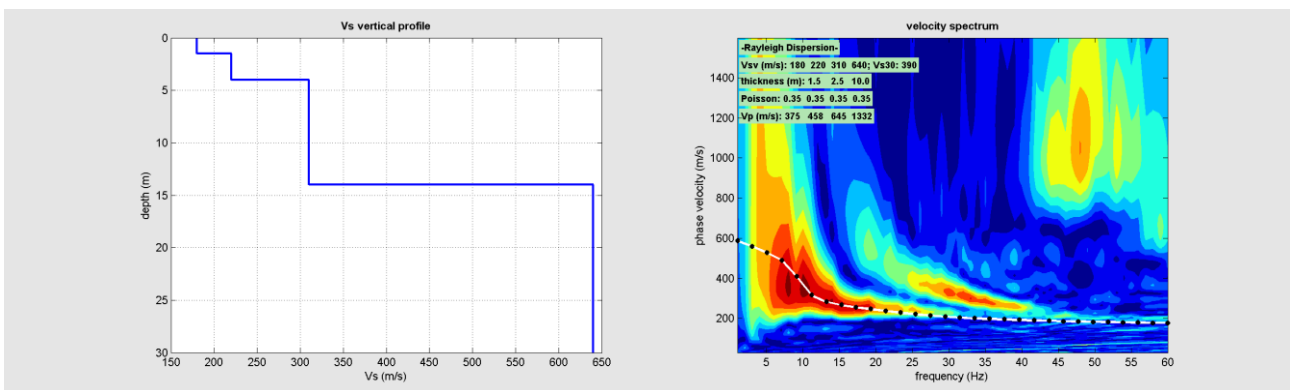 Vs vertical profile
0
5
10
15
20
25
30
depth (m)
150 200 250 300 350 400 450 500 550 600 650
Vs (m/s)
velocity spectrum
-Rayleigh Dispersion-
Vsv (m/s): 180 220 310 640; Vs30: 390
thickness (m): 1.5 2.5 10.0
Poisson: 0.35 0.35 0.35 0.35
Vp (m/s): 375 458 645 1332
1400
1200
1000
800
600
400
200
phase velocity (m/s)
5 10 15 20 25 30 35 40 45 50 55 60
frequency (Hz)